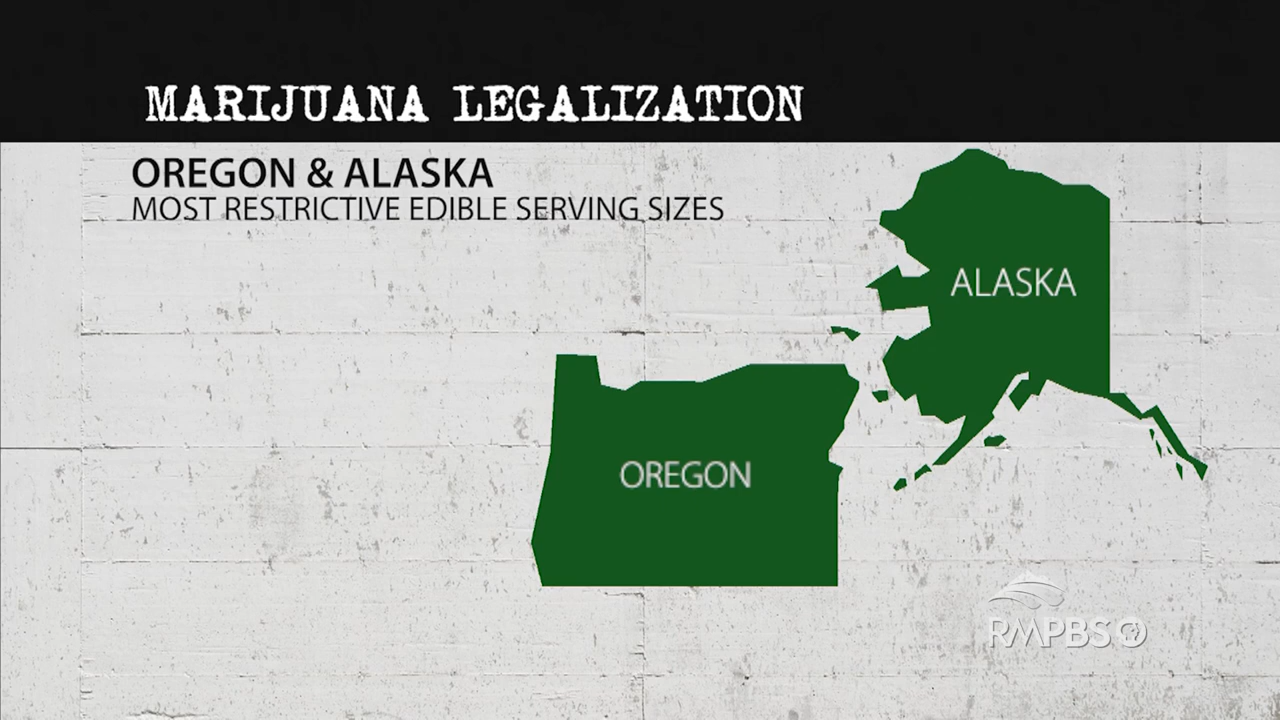 MARIJUANA LEGALIZATION
OREGON & ALASKA
MOST RESTRICTIVE EDIBLE SERVING SIZES
ALASKA
OREGON
RMPBS